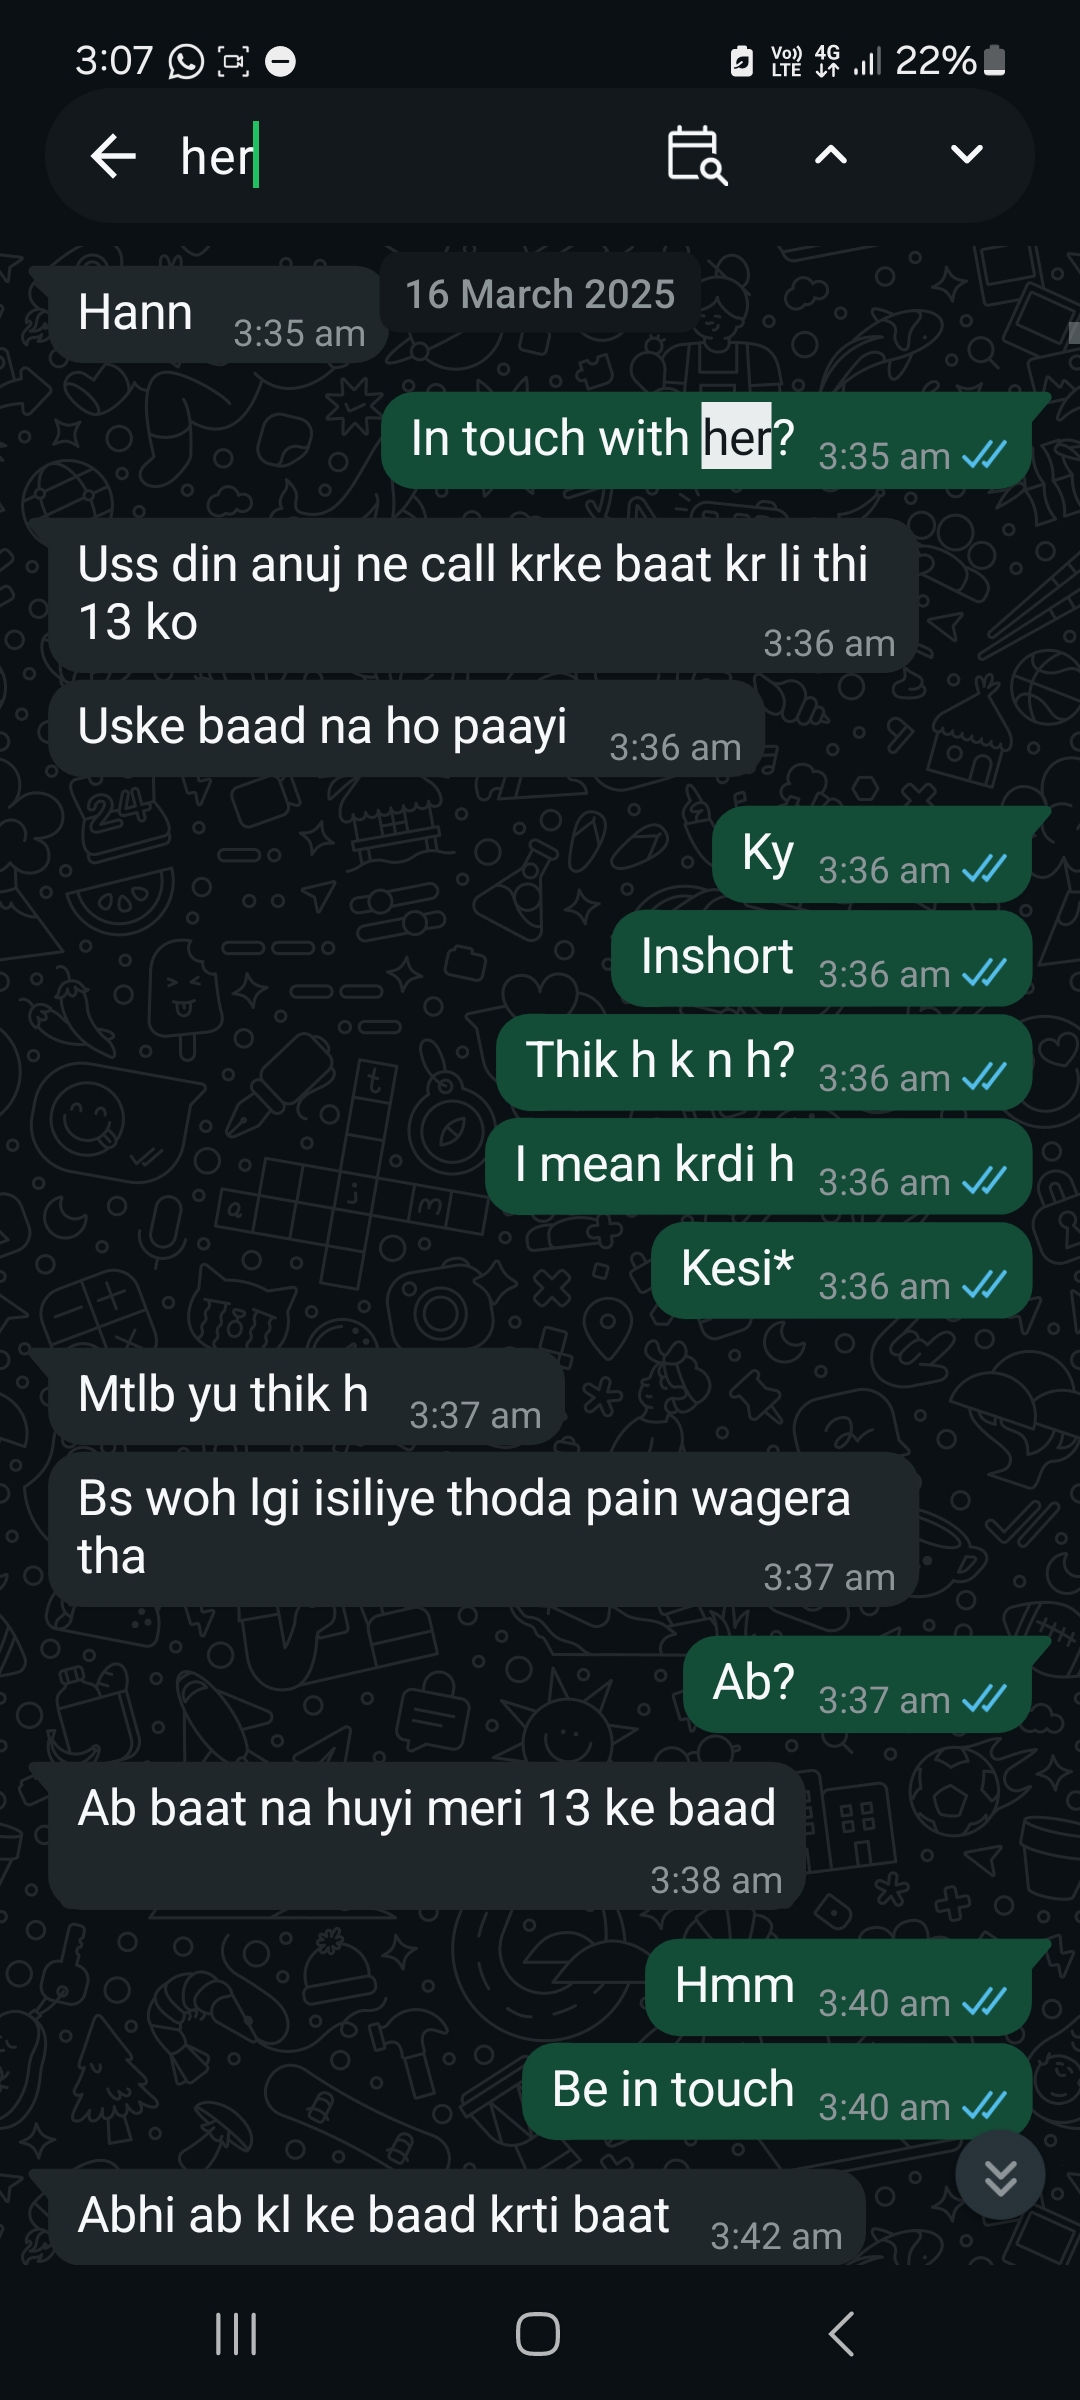 3:07 Vo)) LTE 4G 22%
her
16 March 2025
Hann 3:35 am
In touch with her? 3:35 am
Uss din anuj ne call krke baat kr li thi
13 ko 3:36 am
Uske baad na ho paayi 3:36 am
Ky 3:36 am
Inshort 3:36 am
Thik h k n h? 3:36 am
I mean krdi h 3:36 am
Kesi* 3:36 am
Mtlb yu thik h 3:37 am
Bs woh lgi isiliye thoda pain wagera
tha 3:37 am
Ab? 3:37 am
Ab baat na huyi meri 13 ke baad
3:38 am
Hmm 3:40 am
Be in touch 3:40 am
Abhi ab kl ke baad krti baat 3:42 am